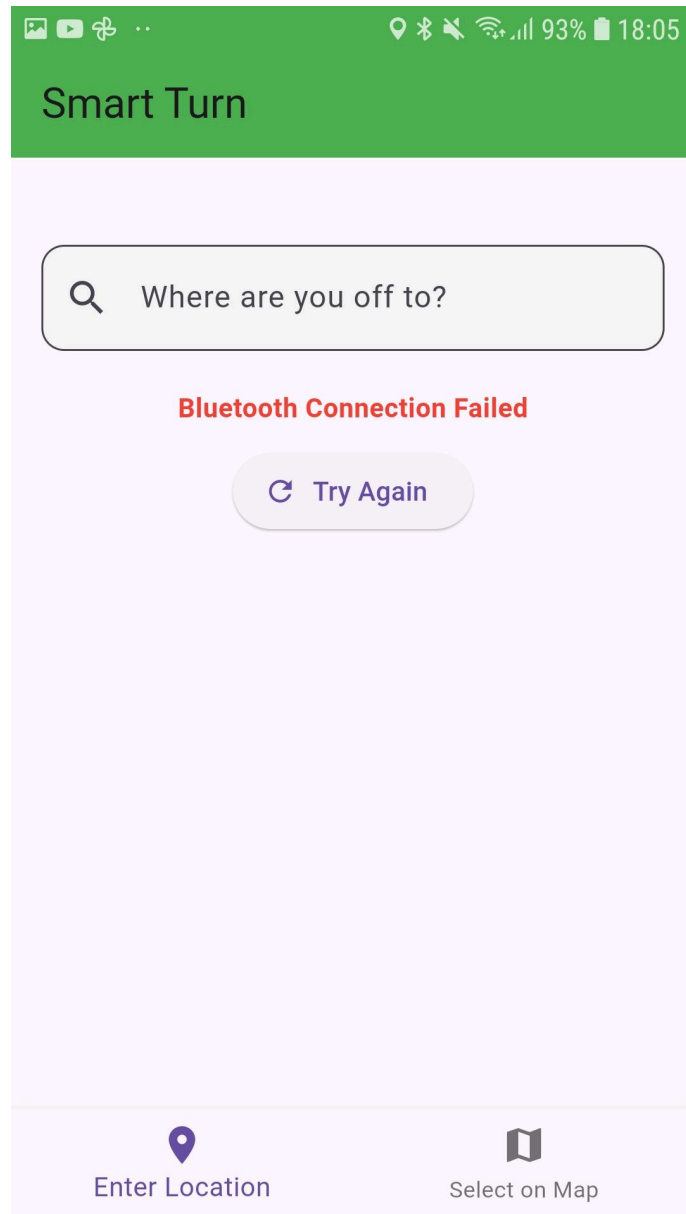 93% 18:05
Smart Turn
Where are you off to?
Bluetooth Connection Failed
Try Again
Enter Location
Select on Map